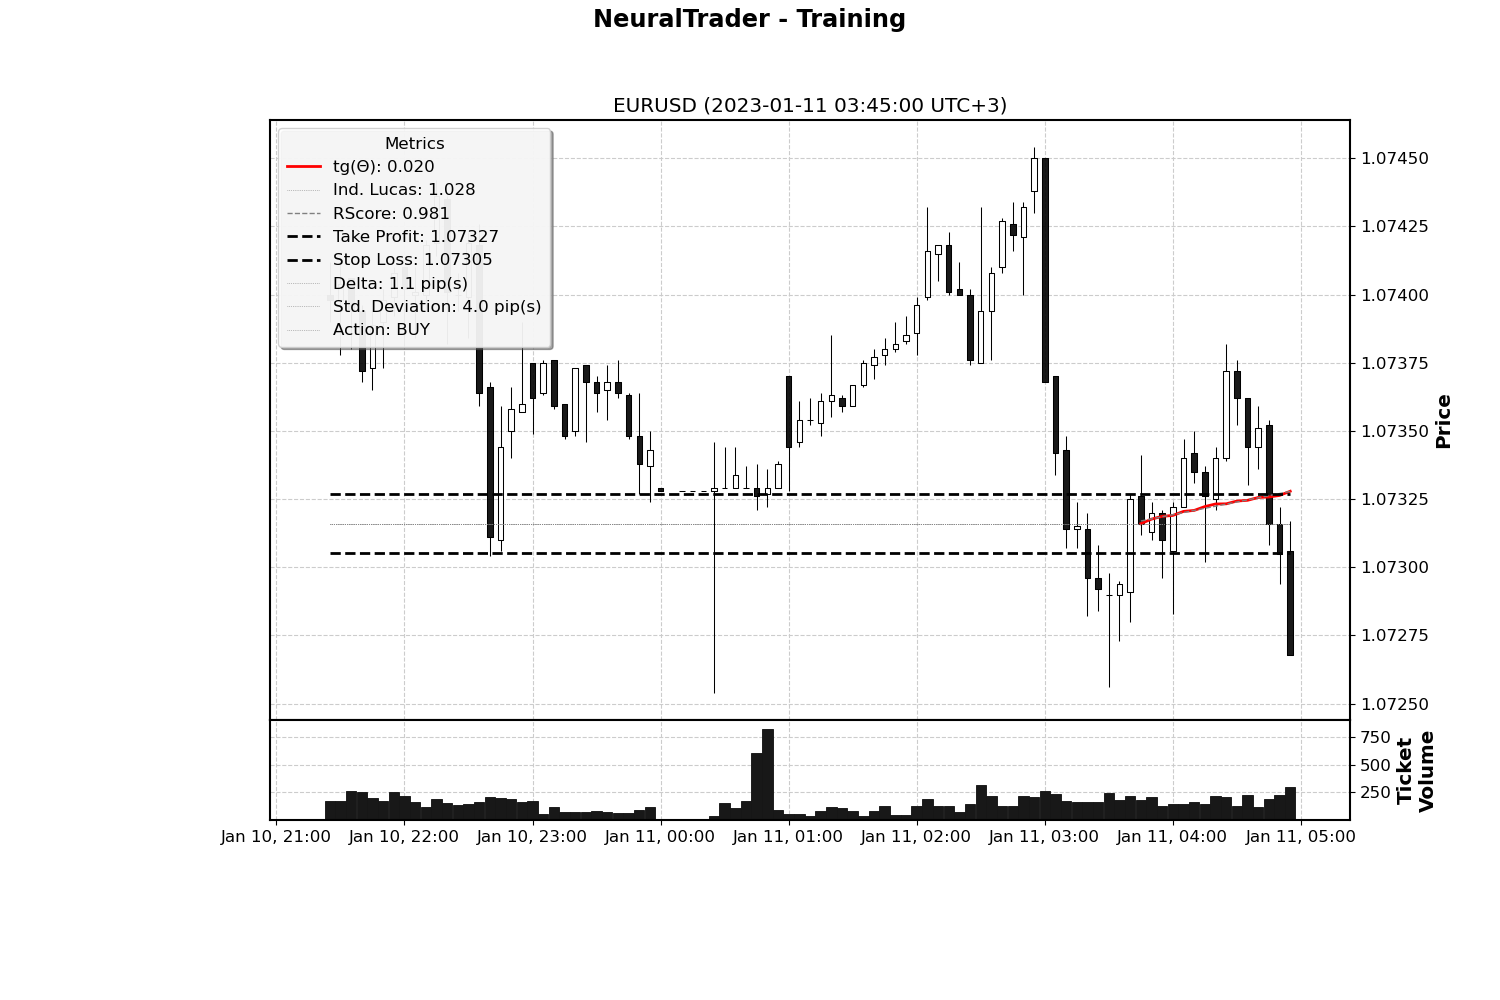 NeuralTrader - Training
EURUSD (2023-01-11 03:45:00 UTC+3)
Metrics
tg(Θ): 0.020
Ind. Lucas: 1.028
RScore: 0.981
Take Profit: 1.07327
Stop Loss: 1.07305
Delta: 1.1 pip(s)
Std. Deviation: 4.0 pip(s)
Action: BUY
1.07450
1.07425
1.07400
1.07375
1.07350
1.07325
1.07300
1.07275
1.07250
Price
750
500
250
Ticket
Volume
Jan 10, 21:00 Jan 10, 22:00 Jan 10, 23:00 Jan 11, 00:00 Jan 11, 01:00 Jan 11, 02:00 Jan 11, 03:00 Jan 11, 04:00 Jan 11, 05:00